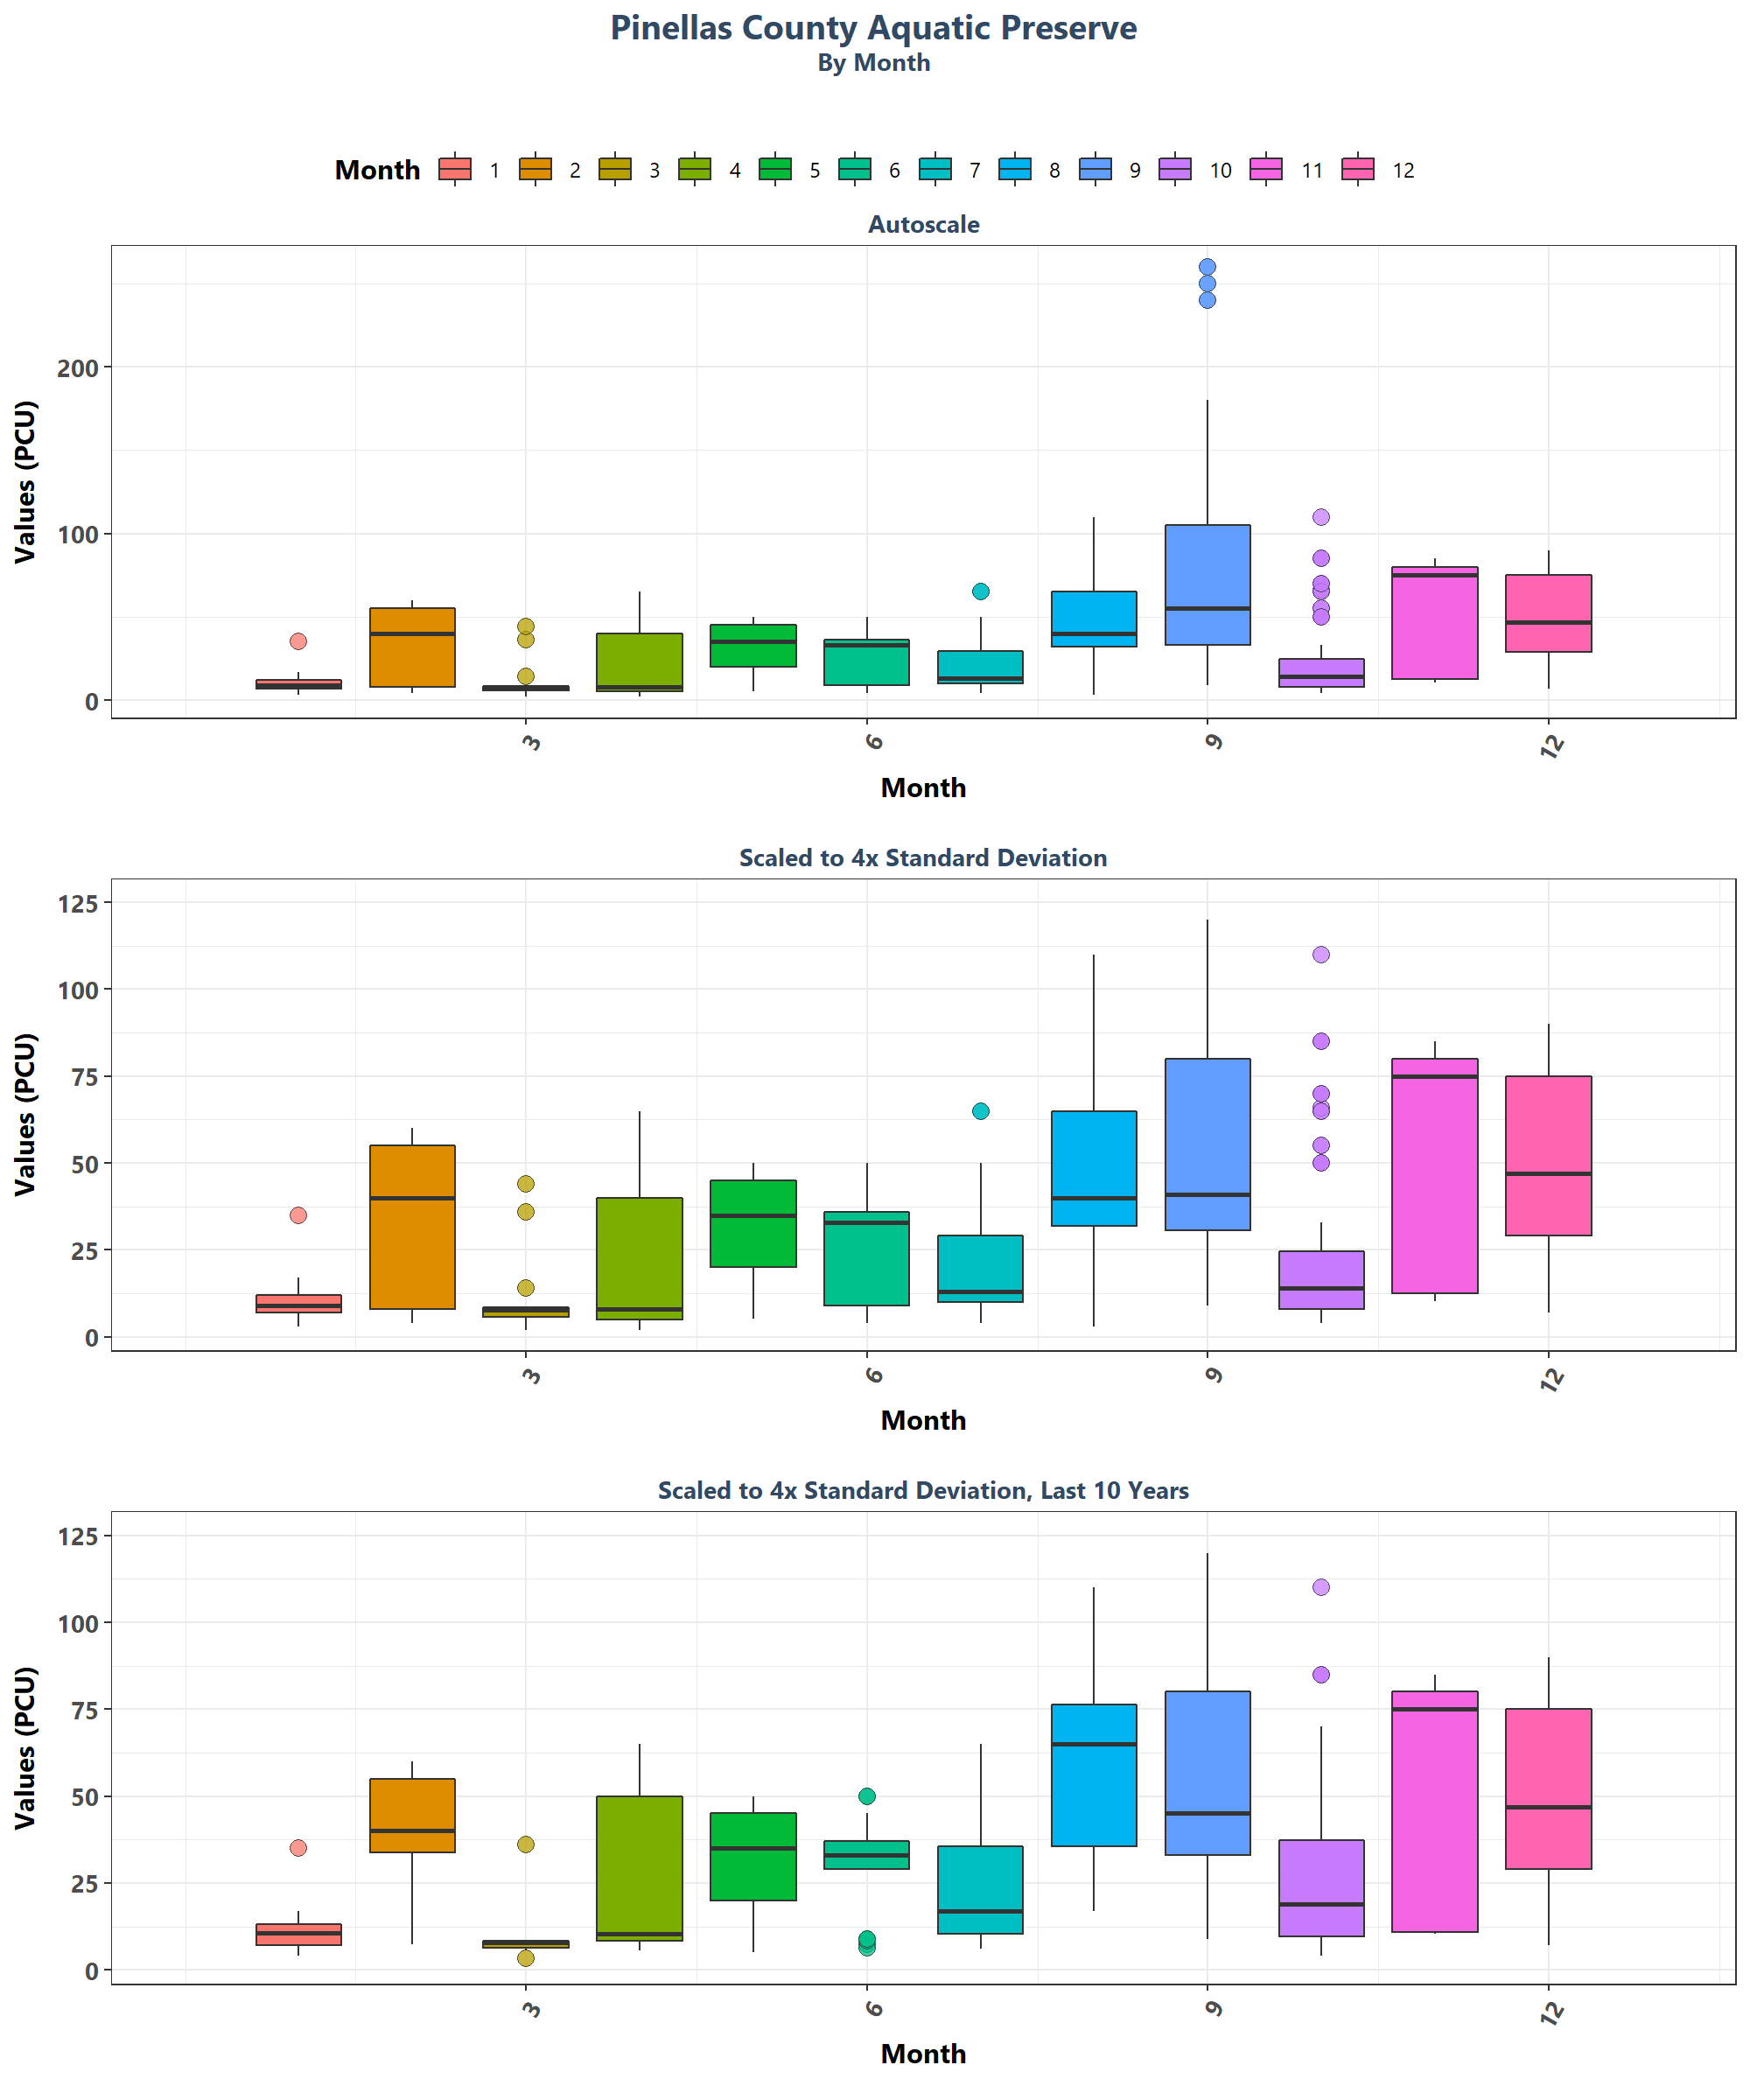 Pinellas County Aquatic Preserve
By Month
Month 1 2 3 4 5 6 7 8 9 10 11 12
Autoscale
Values (PCU)
200
100
0
3 6 9 12
Month
Scaled to 4x Standard Deviation
Values (PCU)
125
100
75
50
25
0
3 6 9 12
Month
Scaled to 4x Standard Deviation, Last 10 Years
Values (PCU)
125
100
75
50
25
0
3 6 9 12
Month